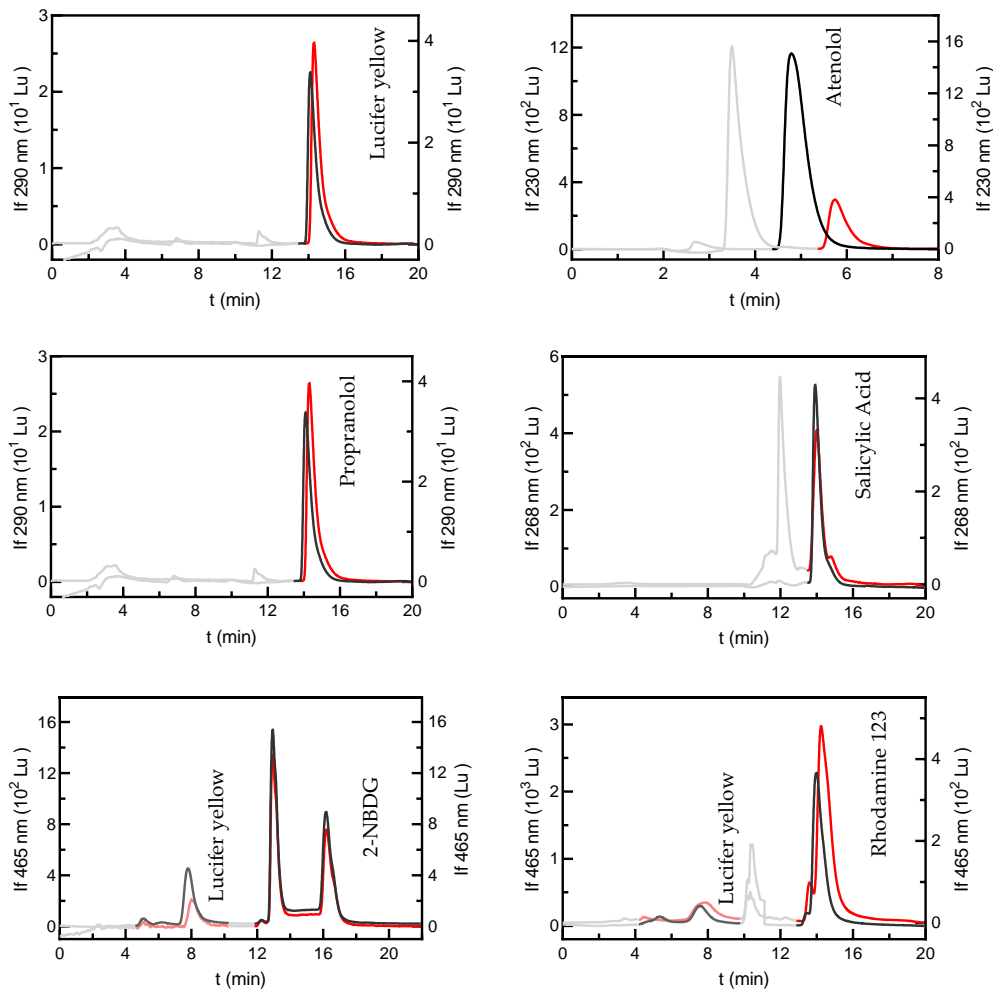 3
2
1
0
If 290 nm (10¹ Lu)
Lucifer yellow
4
2
0
If 290 nm (10¹ Lu)
0 4 8 12 16 20
t (min)
12
8
4
0
If 230 nm (10² Lu)
Atenolol
16
12
8
4
0
If 230 nm (10² Lu)
0 2 4 6 8
t (min)
3
2
1
0
If 290 nm (10¹ Lu)
Propranolol
4
2
0
If 290 nm (10¹ Lu)
0 4 8 12 16 20
t (min)
6
5
3
2
0
If 268 nm (10² Lu)
Salicylic Acid
4
2
0
If 268 nm (10² Lu)
0 4 8 12 16 20
t (min)
16
12
8
4
0
If 465 nm (10² Lu)
Lucifer yellow
2-NBDG
16
12
8
4
0
If 465 nm (Lu)
0 4 8 12 16 20
t (min)
3
2
1
0
If 465 nm (10³ Lu)
Lucifer yellow
Rhodamine 123
4
2
0
If 465 nm (10² Lu)
0 4 8 12 16 20
t (min)